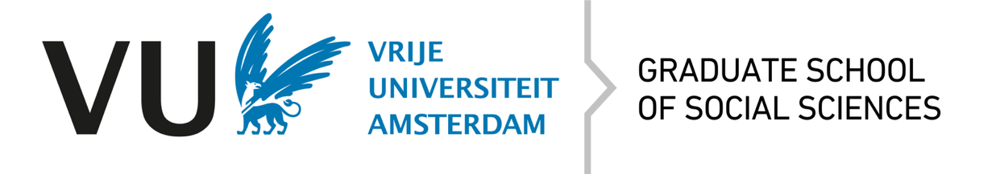 VU
VRIJE
UNIVERSITEIT
AMSTERDAM
GRADUATE SCHOOL
OF SOCIAL SCIENCES